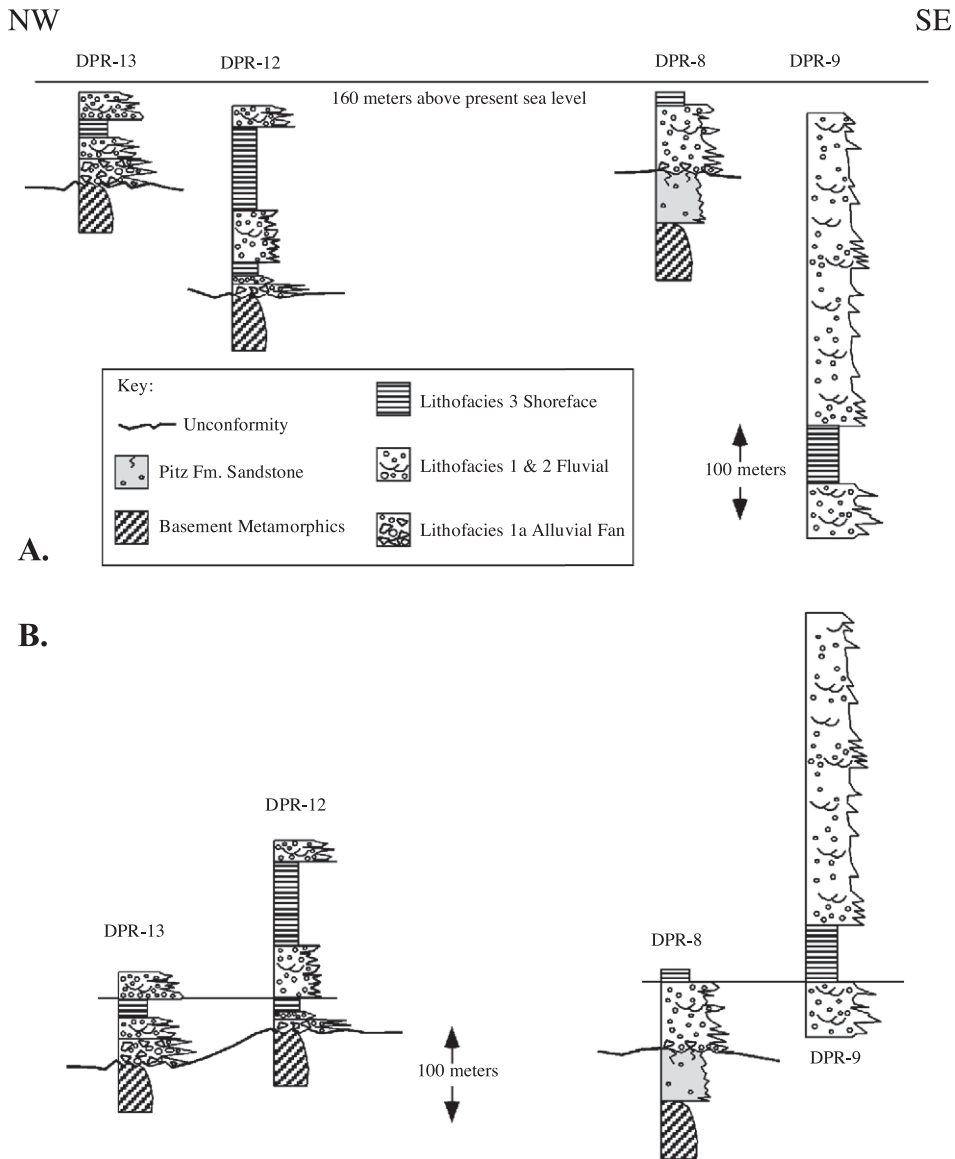 NW
SE
DPR-13
DPR-12
DPR-8
DPR-9
160 meters above present sea level
Key:
Unconformity
Pitz Fm. Sandstone
Basement Metamorphics
Lithofacies 3 Shoreface
Lithofacies 1 & 2 Fluvial
Lithofacies 1a Alluvial Fan
100 meters
A.
B.
DPR-12
DPR-13
DPR-8
DPR-9
100 meters